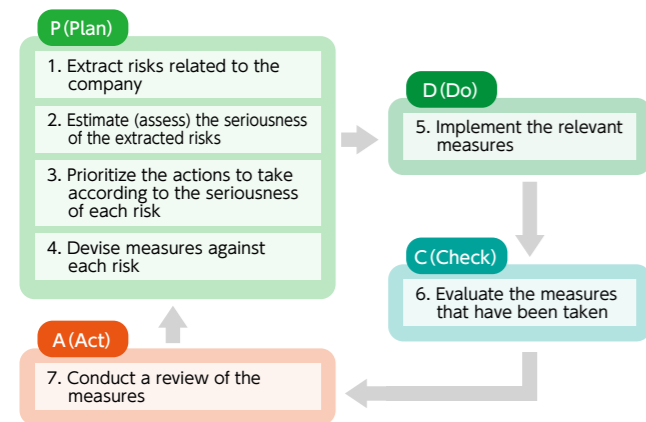 P (Plan)
1. Extract risks related to the
company
2. Estimate (assess) the seriousness
of the extracted risks
3. Prioritize the actions to take
according to the seriousness
of each risk
4. Devise measures against
each risk
D (Do)
5. Implement the relevant
measures
C (Check)
6. Evaluate the measures
that have been taken
A (Act)
7. Conduct a review of the
measures